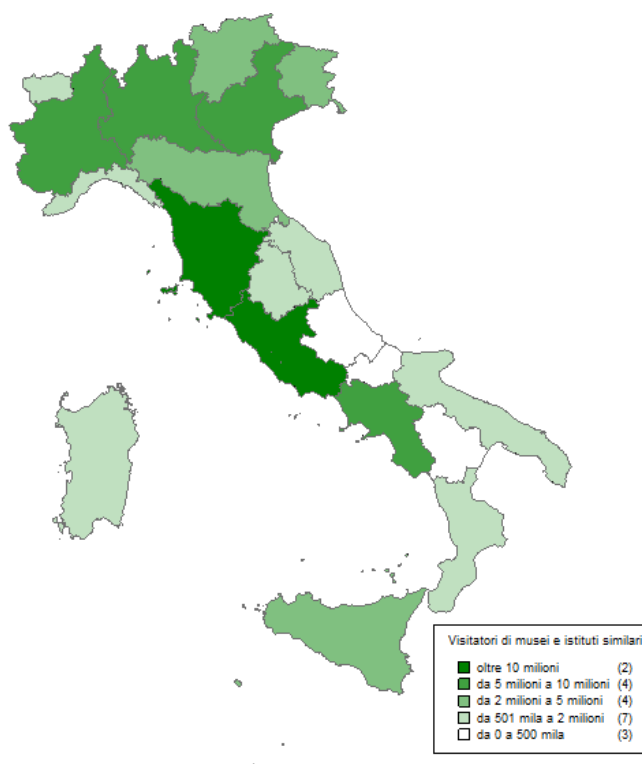 Visitatori di musei e istituti similari
oltre 10 milioni (2)
da 5 milioni a 10 milioni (4)
da 2 milioni a 5 milioni (4)
da 501 mila a 2 milioni (7)
da 0 a 500 mila (3)